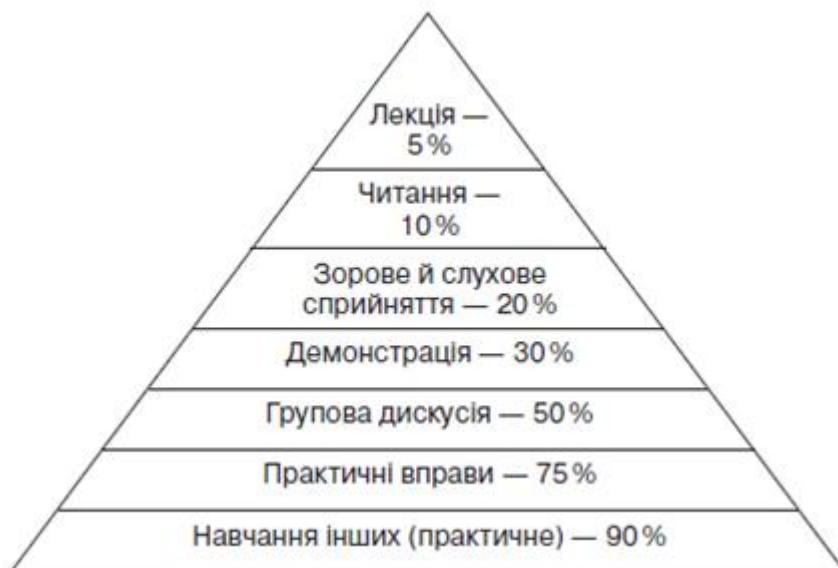 Лекція —
5 %
Читання —
10 %
Зорове й слухове
сприйняття — 20 %
Демонстрація — 30 %
Групова дискусія — 50 %
Практичні вправи — 75 %
Навчання інших (практичне) — 90 %